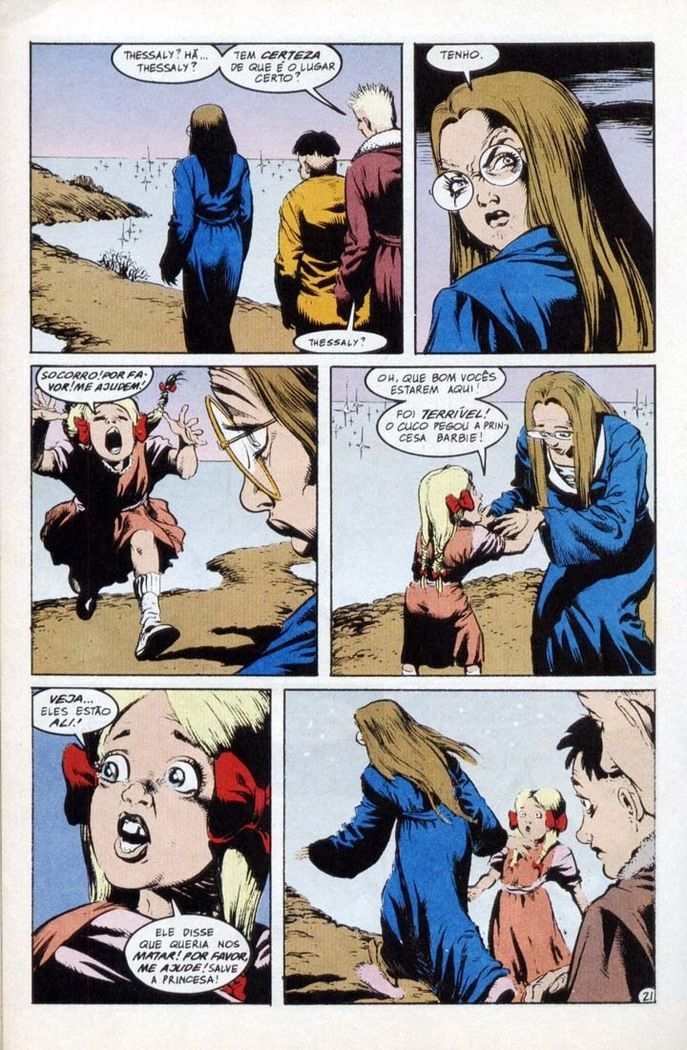 THESSALY? HÃ...
THESSALY?
TEM CERTEZA
DE QUE É O LUGAR
CERTO?
THESSALY?
TENHO.
SOCORRO! POR FA-
VOR! ME AJUDEM!
OH, QUE BOM VOCÊS
ESTAREM AQUI!
FOI TERRÍVEL!
O CUCO PEGOU A PRIN-
CESA BARBIE!
VEJA...
ELES ESTÃO
ALI!
ELE DISSE
QUE QUERIA NOS
MATAR! POR FAVOR,
ME AJUDE! SALVE
A PRINCESA!
21